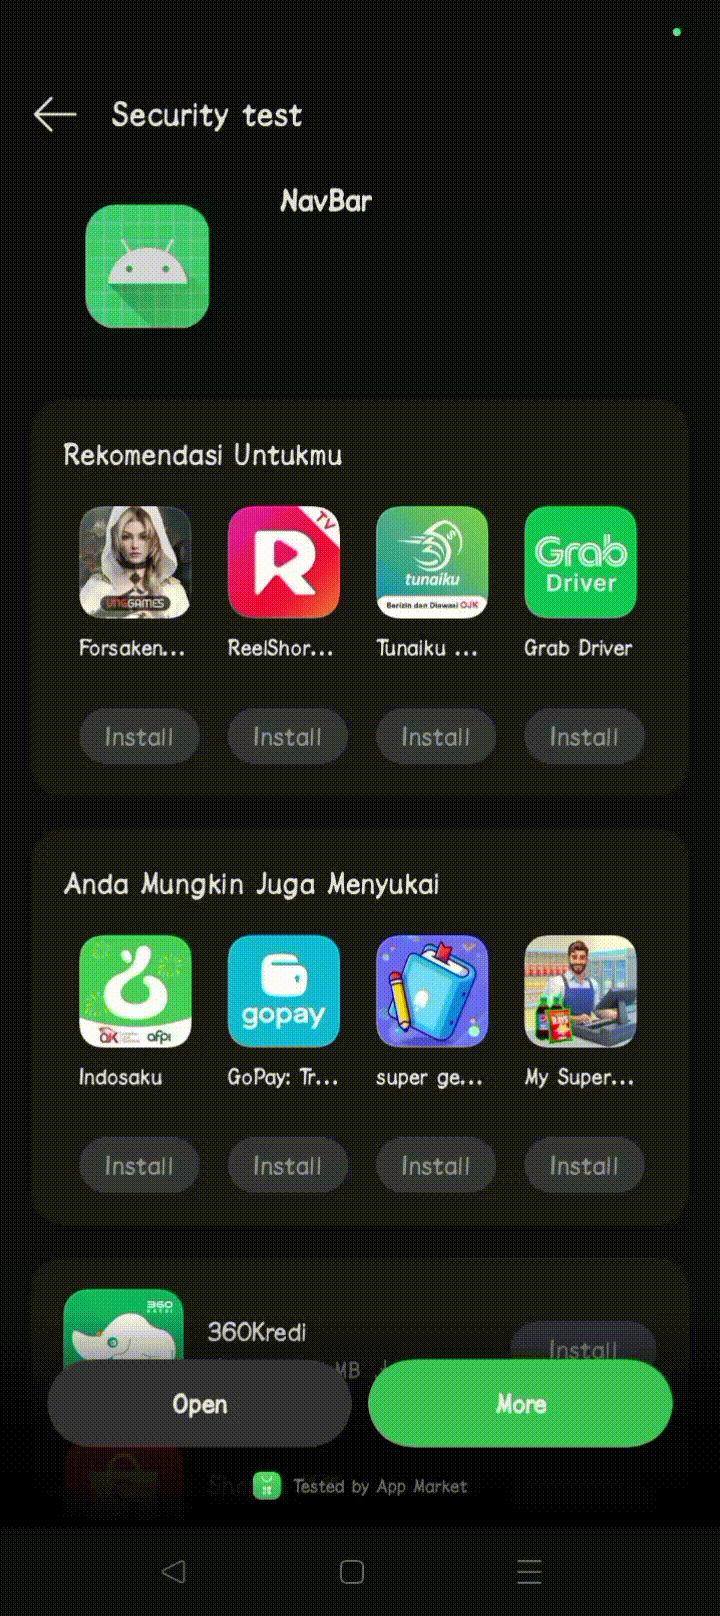 Security test
NavBar
Rekomendasi Untukmu
TV
VNGGAMES
tunaiku
Berizin dan Diawasi OJK
Grab
Driver
Forsaken...
ReelShor...
Tunaiku ...
Grab Driver
Install
Install
Install
Install
Anda Mungkin Juga Menyukai
gopay
afpi
Indosaku
GoPay: Tr...
super ge...
My Super...
Install
Install
Install
Install
360
360Kredi
Install
MB
Open
More
Tested by App Market